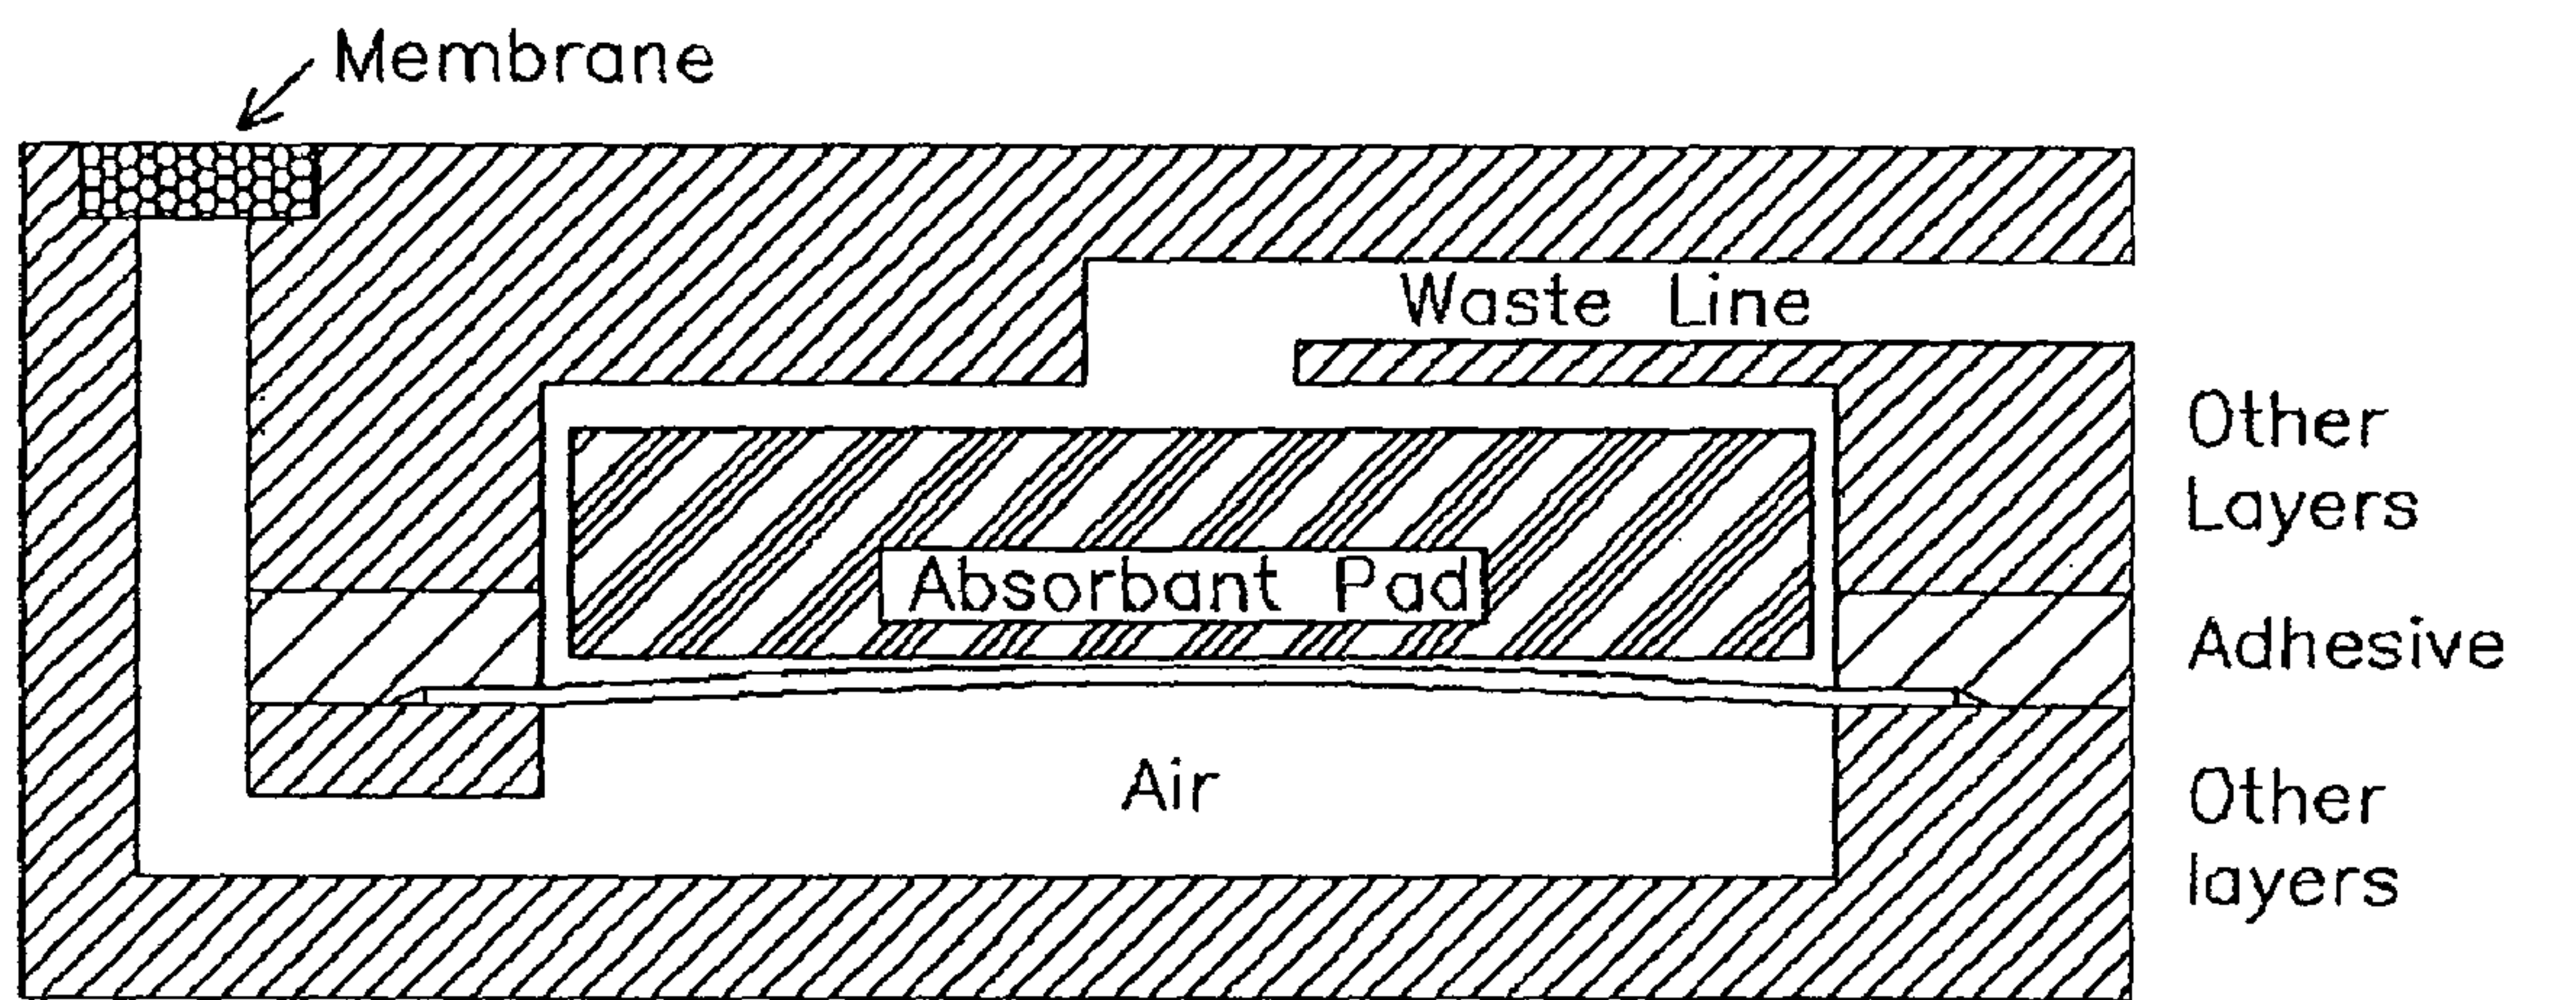 Membrane
Waste Line
Other
Layers
Absorbant Pad
Adhesive
Air
Other
layers